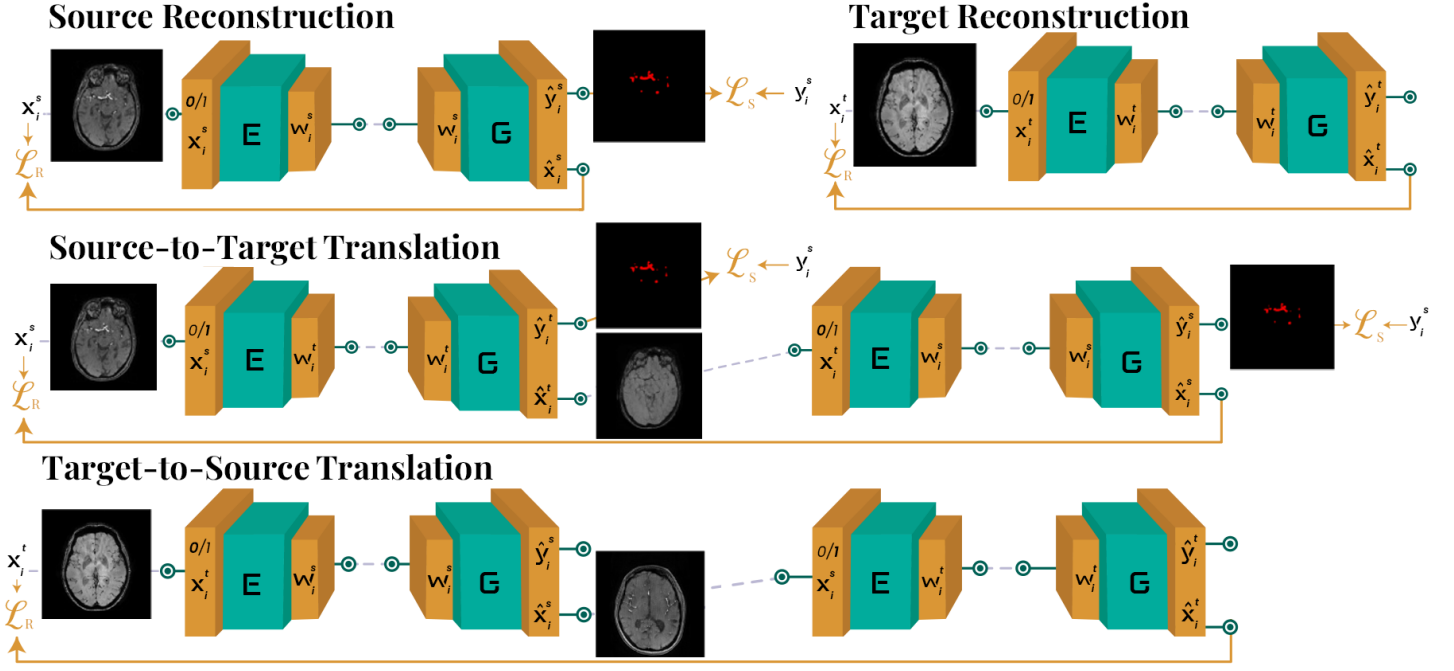 Source Reconstruction
x_i^s
ℒ_R
0/1
x_i^s
E
w_i^s
w_i^s
G
ŷ_i^s
x̂_i^s
ℒ_S
y_i^s
Target Reconstruction
x_i^t
ℒ_R
0/1
x_i^t
E
w_i^t
w_i^t
G
ŷ_i^t
x̂_i^t
Source-to-Target Translation
x_i^s
ℒ_R
0/1
x_i^s
E
w_i^t
w_i^t
G
ŷ_i^t
x̂_i^t
ℒ_S
y_i^s
0/1
x_i^t
E
w_i^s
w_i^s
G
ŷ_i^s
x̂_i^s
ℒ_S
y_i^s
Target-to-Source Translation
x_i^t
ℒ_R
0/1
x_i^t
E
w_i^s
w_i^s
G
ŷ_i^s
x̂_i^s
0/1
x_i^s
E
w_i^t
w_i^t
G
ŷ_i^t
x̂_i^t